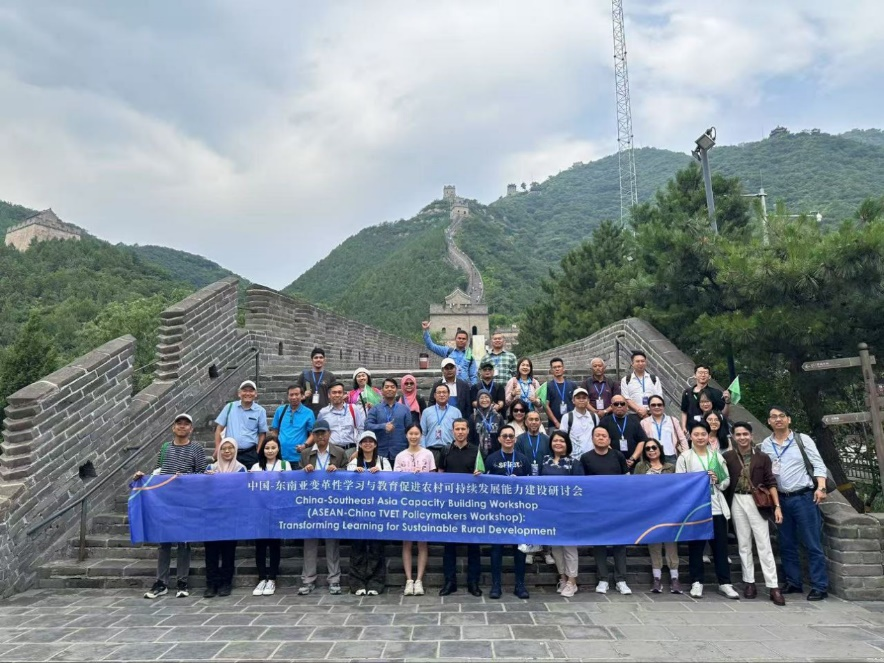 中国-东南亚变革性学习与教育促进农村可持续发展能力建设研讨会
China-Southeast Asia Capacity Building Workshop
(ASEAN-China TVET Policymakers Workshop):
Transforming Learning for Sustainable Rural Development